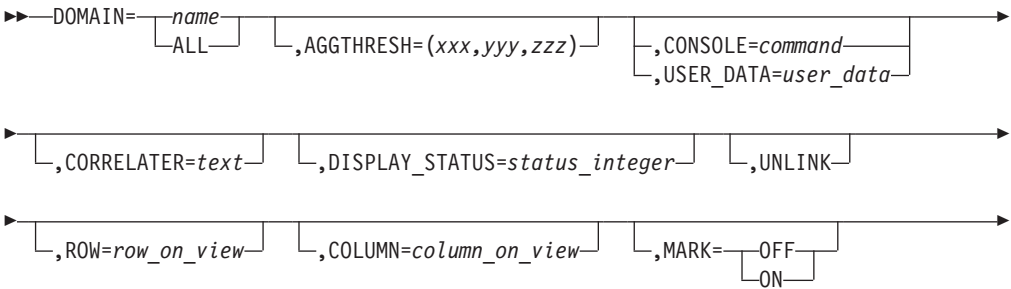 DOMAIN= name
ALL
,AGGTHRESH=(xxx,yyy,zzz)
,CONSOLE=command
,USER_DATA=user_data
,CORRELATER=text
,DISPLAY_STATUS=status_integer
,UNLINK
,ROW=row_on_view
,COLUMN=column_on_view
,MARK= OFF
ON